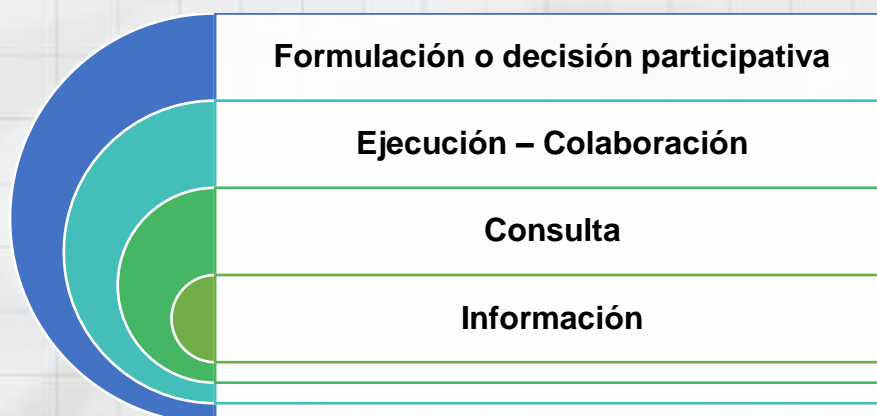 Formulación o decisión participativa
Ejecución – Colaboración
Consulta
Información